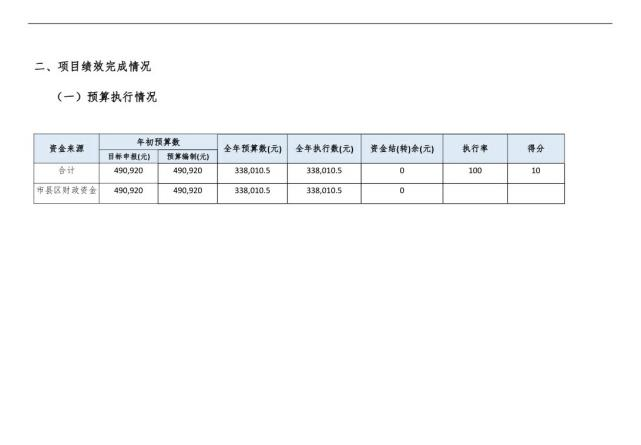 二、项目绩效完成情况
（一）预算执行情况
资金来源 年初预算数 全年预算数(元) 全年执行数(元) 资金结(转)余(元) 执行率 得分
目标申报(元) 预算编制(元)
合计 490,920 490,920 338,010.5 338,010.5 0 100 10
市县区财政资金 490,920 490,920 338,010.5 338,010.5 0